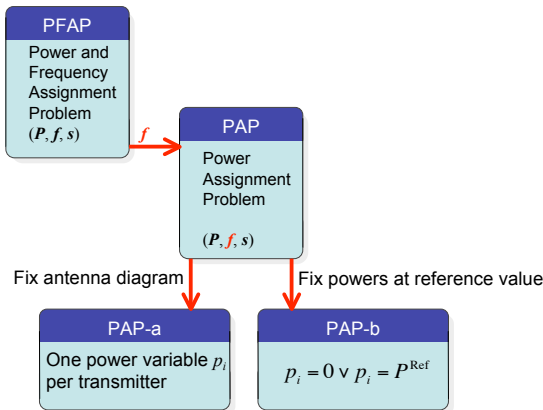 PFAP
Power and
Frequency
Assignment
Problem
(P, f, s)
f
PAP
Power
Assignment
Problem
(P, f, s)
Fix antenna diagram
Fix powers at reference value
PAP-a
One power variable pᵢ
per transmitter
PAP-b
pᵢ = 0 ∨ pᵢ = P^Ref